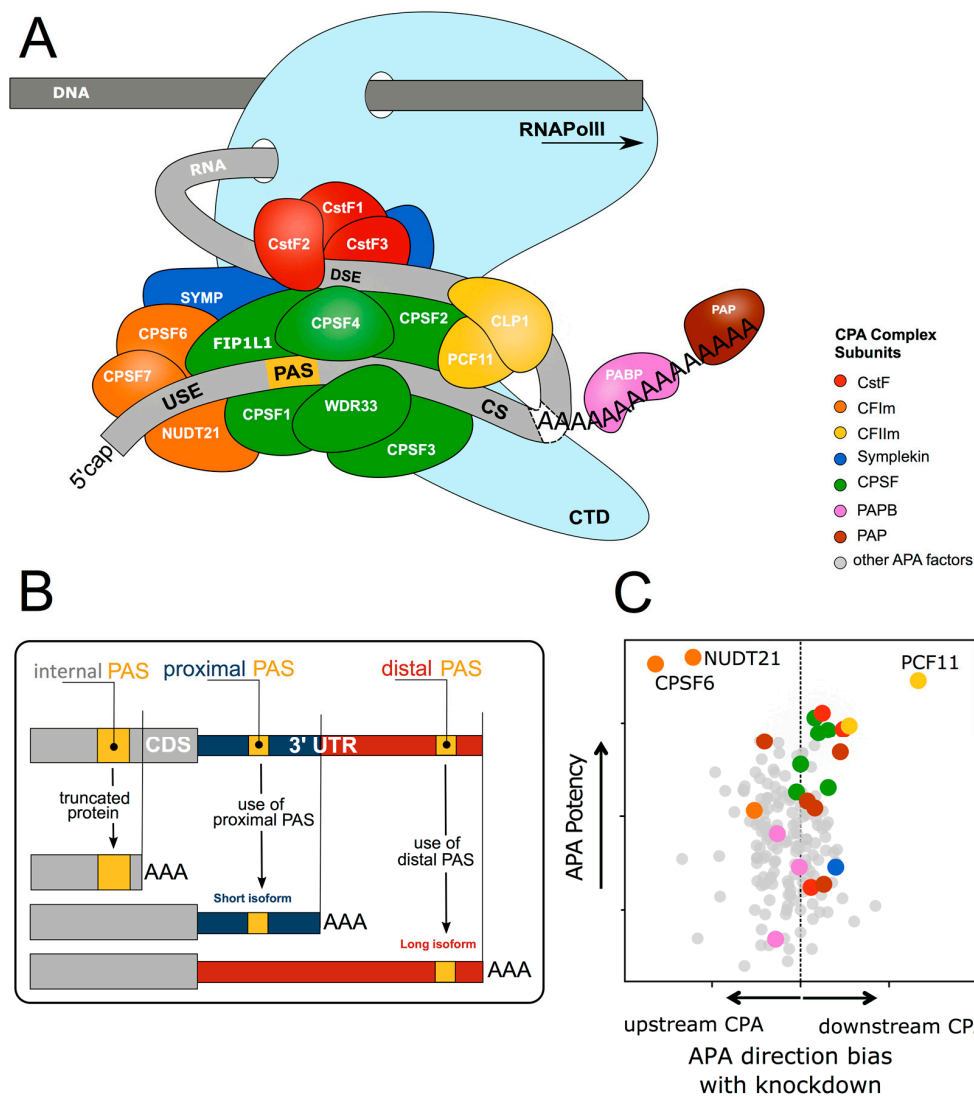 A
DNA
RNAPolII
RNA
CstF1
CstF2
CstF3
DSE
SYMP
CPSF6
CPSF4
CPSF2
CLP1
FIP1L1
PCF11
CPSF7
PAS
USE
CPSF1
WDR33
CS
NUDT21
CPSF3
5'cap
AAAAAAAAAAAAAAA
PABP
PAP
CTD
CPA Complex
Subunits
CstF
CFIm
CFIIm
Symplekin
CPSF
PAPB
PAP
other APA factors
B
internal PAS
proximal PAS
distal PAS
CDS
3' UTR
truncated
protein
use of
proximal PAS
use of
distal PAS
AAA
Short isoform
AAA
Long isoform
AAA
C
NUDT21
CPSF6
PCF11
APA Potency
upstream CPA
downstream CP
APA direction bias
with knockdown